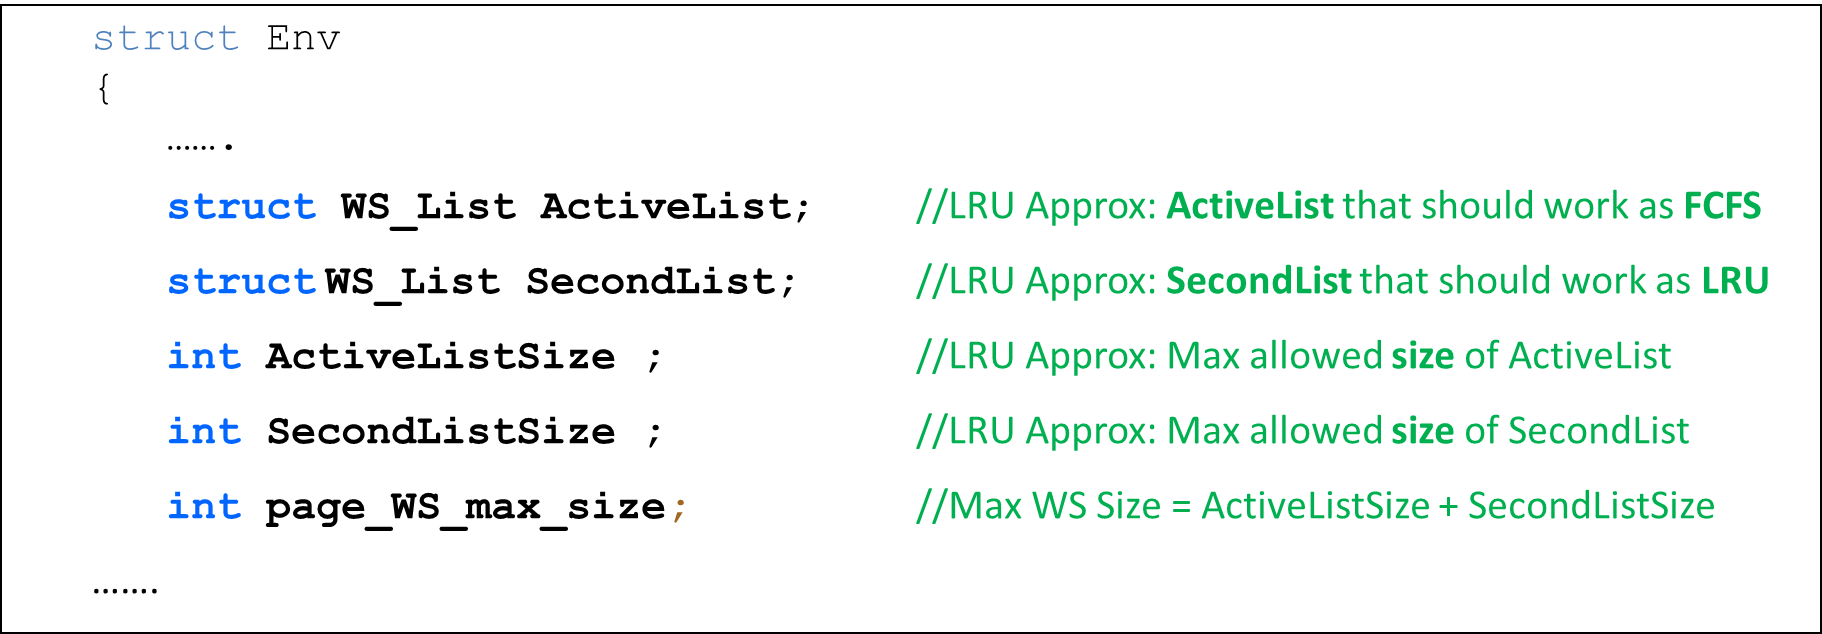 struct Env
{
…….
struct WS_List ActiveList; //LRU Approx: ActiveList that should work as FCFS
struct WS_List SecondList; //LRU Approx: SecondList that should work as LRU
int ActiveListSize ; //LRU Approx: Max allowed size of ActiveList
int SecondListSize ; //LRU Approx: Max allowed size of SecondList
int page_WS_max_size; //Max WS Size = ActiveListSize + SecondListSize
…….